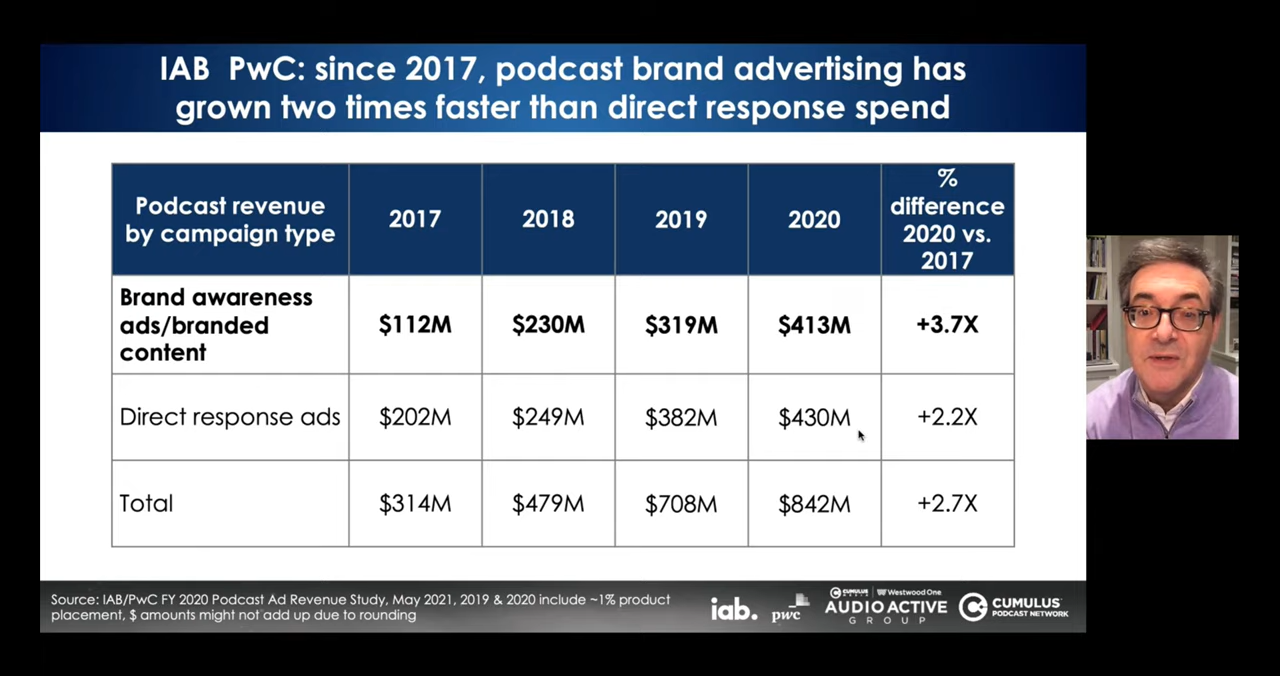 IAB PwC: since 2017, podcast brand advertising has
grown two times faster than direct response spend
Podcast revenue
by campaign type
2017
2018
2019
2020
%
difference
2020 vs.
2017
Brand awareness
ads/branded
content
$112M
$230M
$319M
$413M
+3.7X
Direct response ads
$202M
$249M
$382M
$430M
+2.2X
Total
$314M
$479M
$708M
$842M
+2.7X
Source: IAB/PwC FY 2020 Podcast Ad Revenue Study, May 2021, 2019 & 2020 include ~1% product
placement, $ amounts might not add up due to rounding
iab.
pwc
CUMULUS MEDIA | Westwood One
AUDIO ACTIVE
GROUP
CUMULUS
PODCAST NETWORK